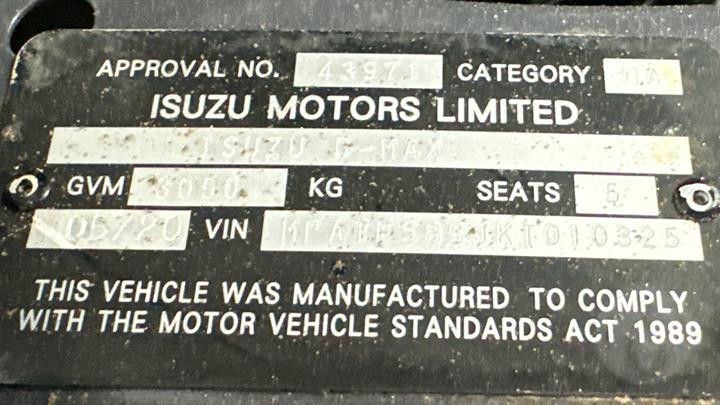 APPROVAL NO. 43971 CATEGORY NA
ISUZU MOTORS LIMITED
ISUZU D-MAX
GVM KG SEATS 5
05/20 VIN MPATFS85JKT010325
THIS VEHICLE WAS MANUFACTURED TO COMPLY
WITH THE MOTOR VEHICLE STANDARDS ACT 1989